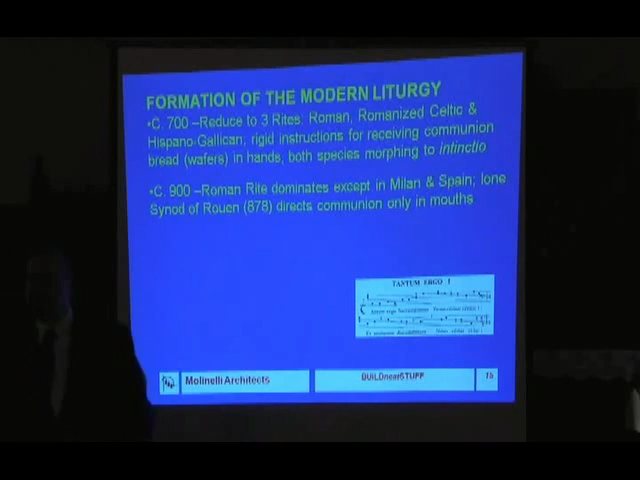 FORMATION OF THE MODERN LITURGY
•C. 700 –Reduce to 3 Rites: Roman, Romanized Celtic &
Hispano-Gallican; rigid instructions for receiving communion
bread (wafers) in hands, both species morphing to intinctio
•C. 900 –Roman Rite dominates except in Milan & Spain; lone
Synod of Rouen (878) directs communion only in mouths
TANTUM ERGO I
Molinelli Architects
BUILDnearSTUFF
15